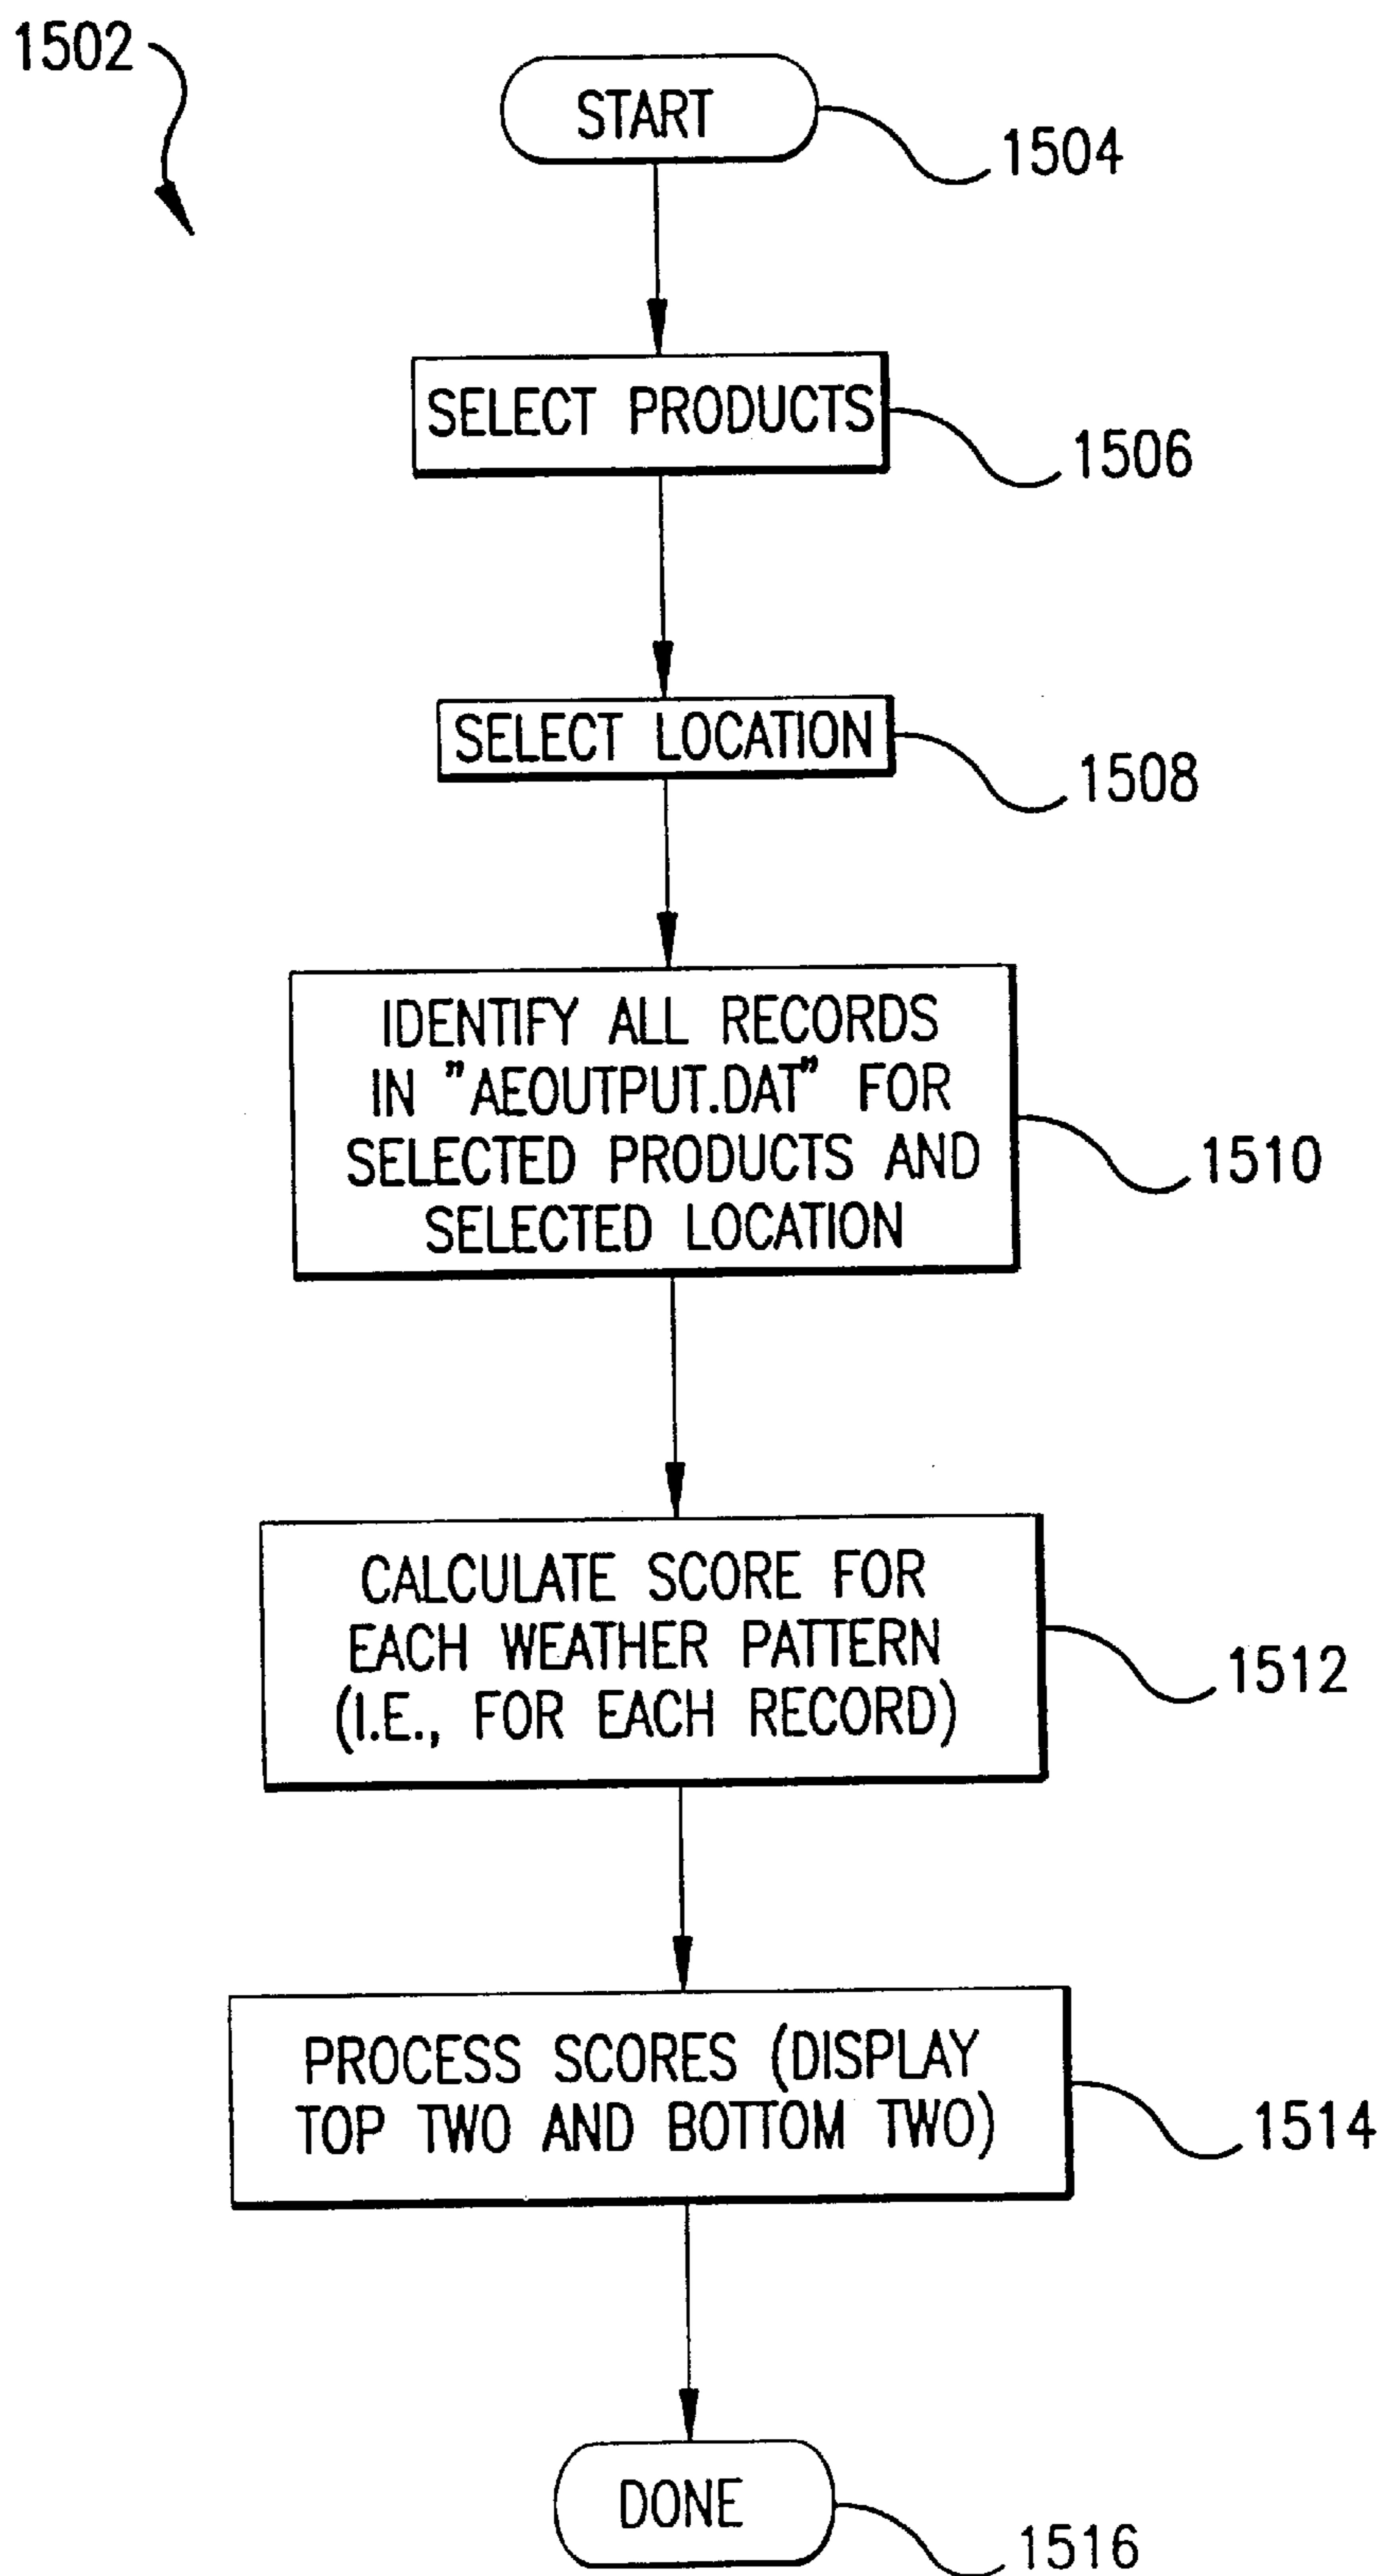 1502
START
1504
SELECT PRODUCTS
1506
SELECT LOCATION
1508
IDENTIFY ALL RECORDS
IN "AEOUTPUT.DAT" FOR
SELECTED PRODUCTS AND
SELECTED LOCATION
1510
CALCULATE SCORE FOR
EACH WEATHER PATTERN
(I.E., FOR EACH RECORD)
1512
PROCESS SCORES (DISPLAY
TOP TWO AND BOTTOM TWO)
1514
DONE
1516